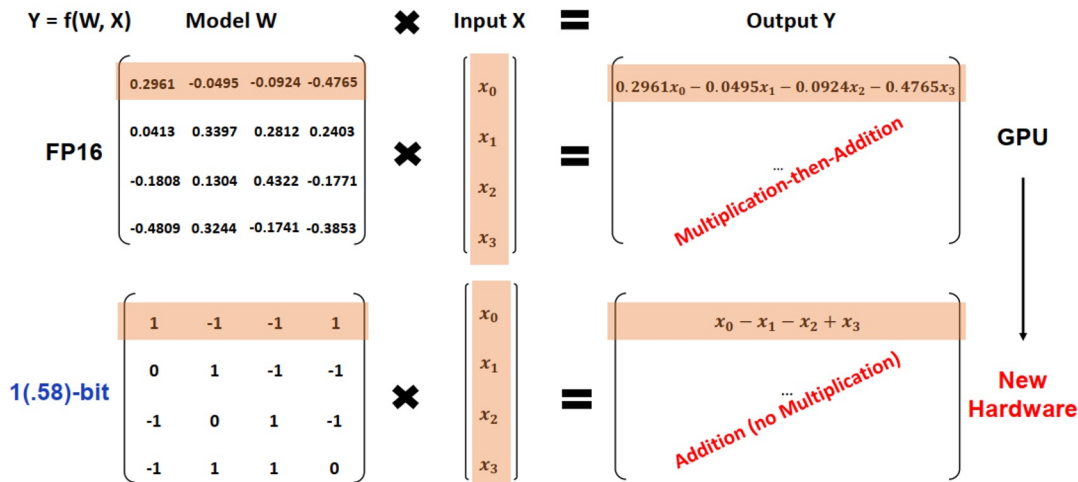 Y = f(W, X) Model W ✖ Input X = Output Y
FP16
0.2961 -0.0495 -0.0924 -0.4765
0.0413 0.3397 0.2812 0.2403
-0.1808 0.1304 0.4322 -0.1771
-0.4809 0.3244 -0.1741 -0.3853
✖
x₀
x₁
x₂
x₃
=
0.2961x₀ − 0.0495x₁ − 0.0924x₂ − 0.4765x₃
...
Multiplication-then-Addition
GPU
1(.58)-bit
1 -1 -1 1
0 1 -1 -1
-1 0 1 -1
-1 1 1 0
✖
x₀
x₁
x₂
x₃
=
x₀ − x₁ − x₂ + x₃
...
Addition (no Multiplication)
New
Hardware